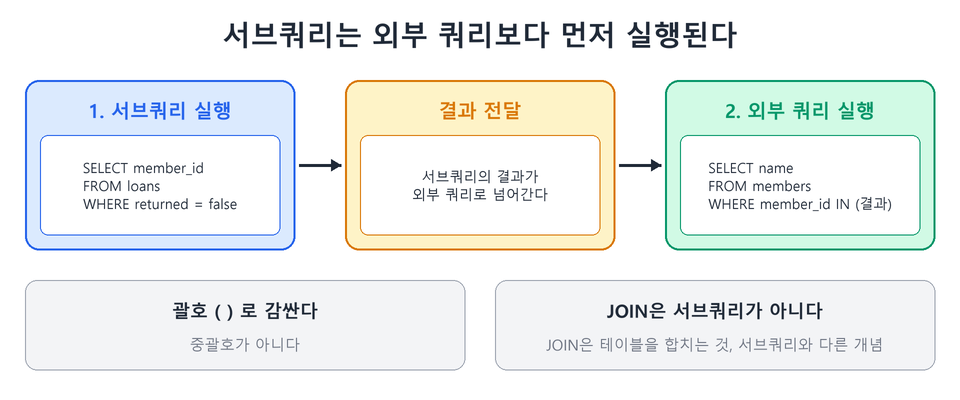 서브쿼리는 외부 쿼리보다 먼저 실행된다
1. 서브쿼리 실행
SELECT member_id
FROM loans
WHERE returned = false
결과 전달
서브쿼리의 결과가
외부 쿼리로 넘어간다
2. 외부 쿼리 실행
SELECT name
FROM members
WHERE member_id IN (결과)
괄호 ( ) 로 감싼다
중괄호가 아니다
JOIN은 서브쿼리가 아니다
JOIN은 테이블을 합치는 것, 서브쿼리와 다른 개념